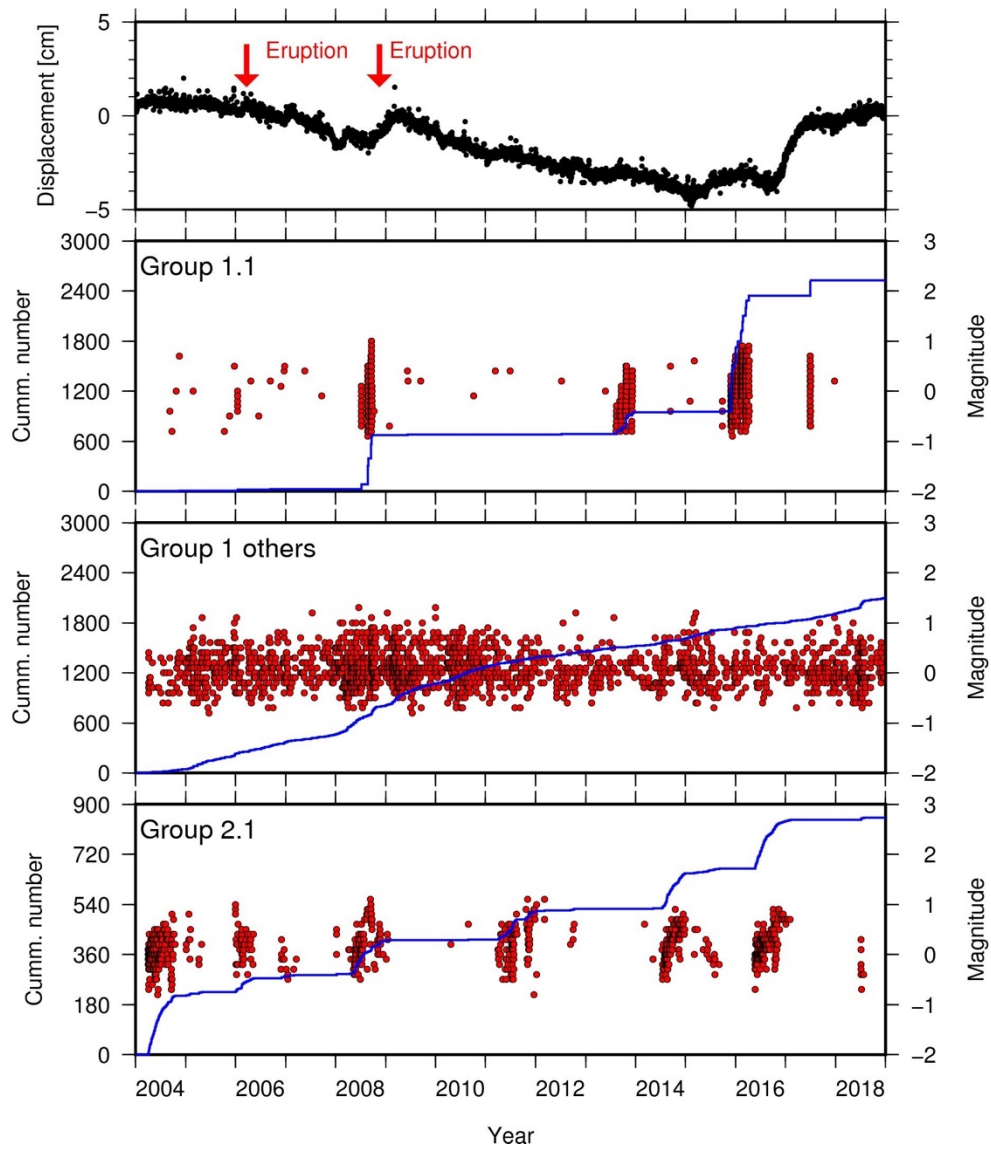 5
0
−5
Displacement [cm]
Eruption
Eruption
3000
2400
1800
1200
600
0
Cumm. number
Group 1.1
3
2
1
0
−1
−2
Magnitude
3000
2400
1800
1200
600
0
Cumm. number
Group 1 others
3
2
1
0
−1
−2
Magnitude
900
720
540
360
180
0
Cumm. number
Group 2.1
3
2
1
0
−1
−2
Magnitude
2004 2006 2008 2010 2012 2014 2016 2018
Year